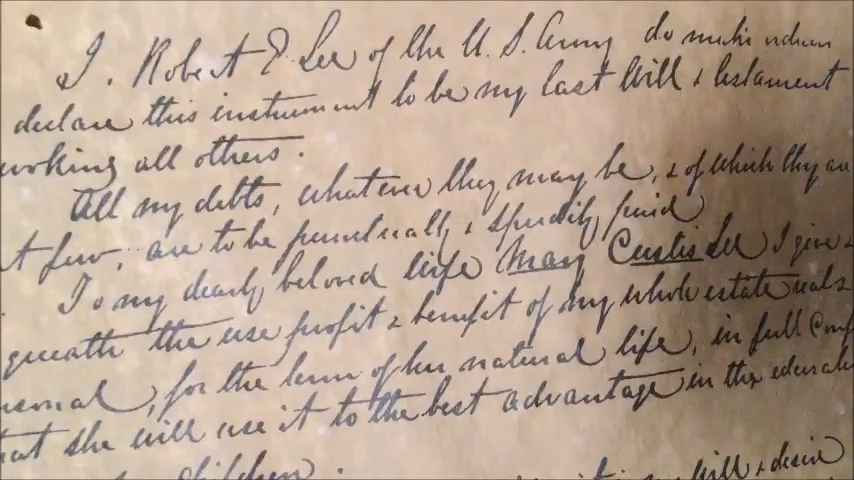 I. Robert E Lee of the U. S. Army do make
declare this instrument to be my last Will & testament
voking all others.
All my debts, whatever they may be, & of which they are
t few, are to be punctually & speedily paid
To my dearly beloved wife Mary Custis Lee I give &
queath the use profit & benefit of my whole estate real &
rsonal, for the term of her natural life, in full Conf
hat she will use it to the best advantage in the educati
children.
Will & desire